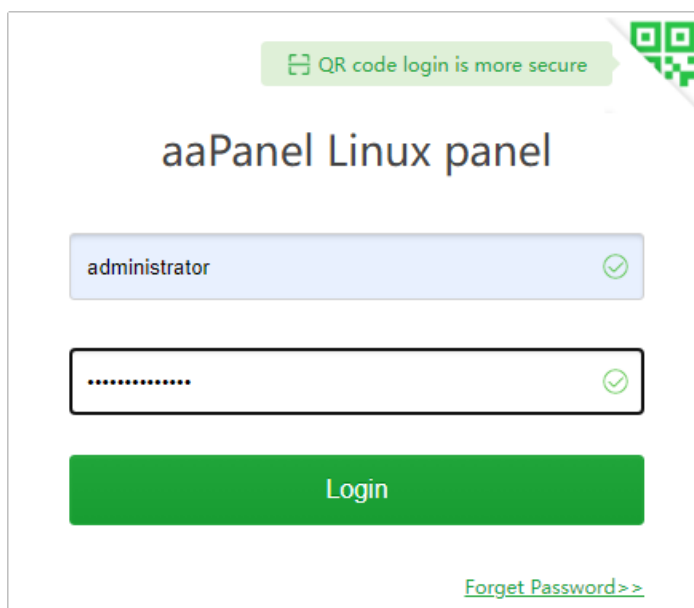 QR code login is more secure
aaPanel Linux panel
administrator
••••••••••••••
Login
Forget Password>>